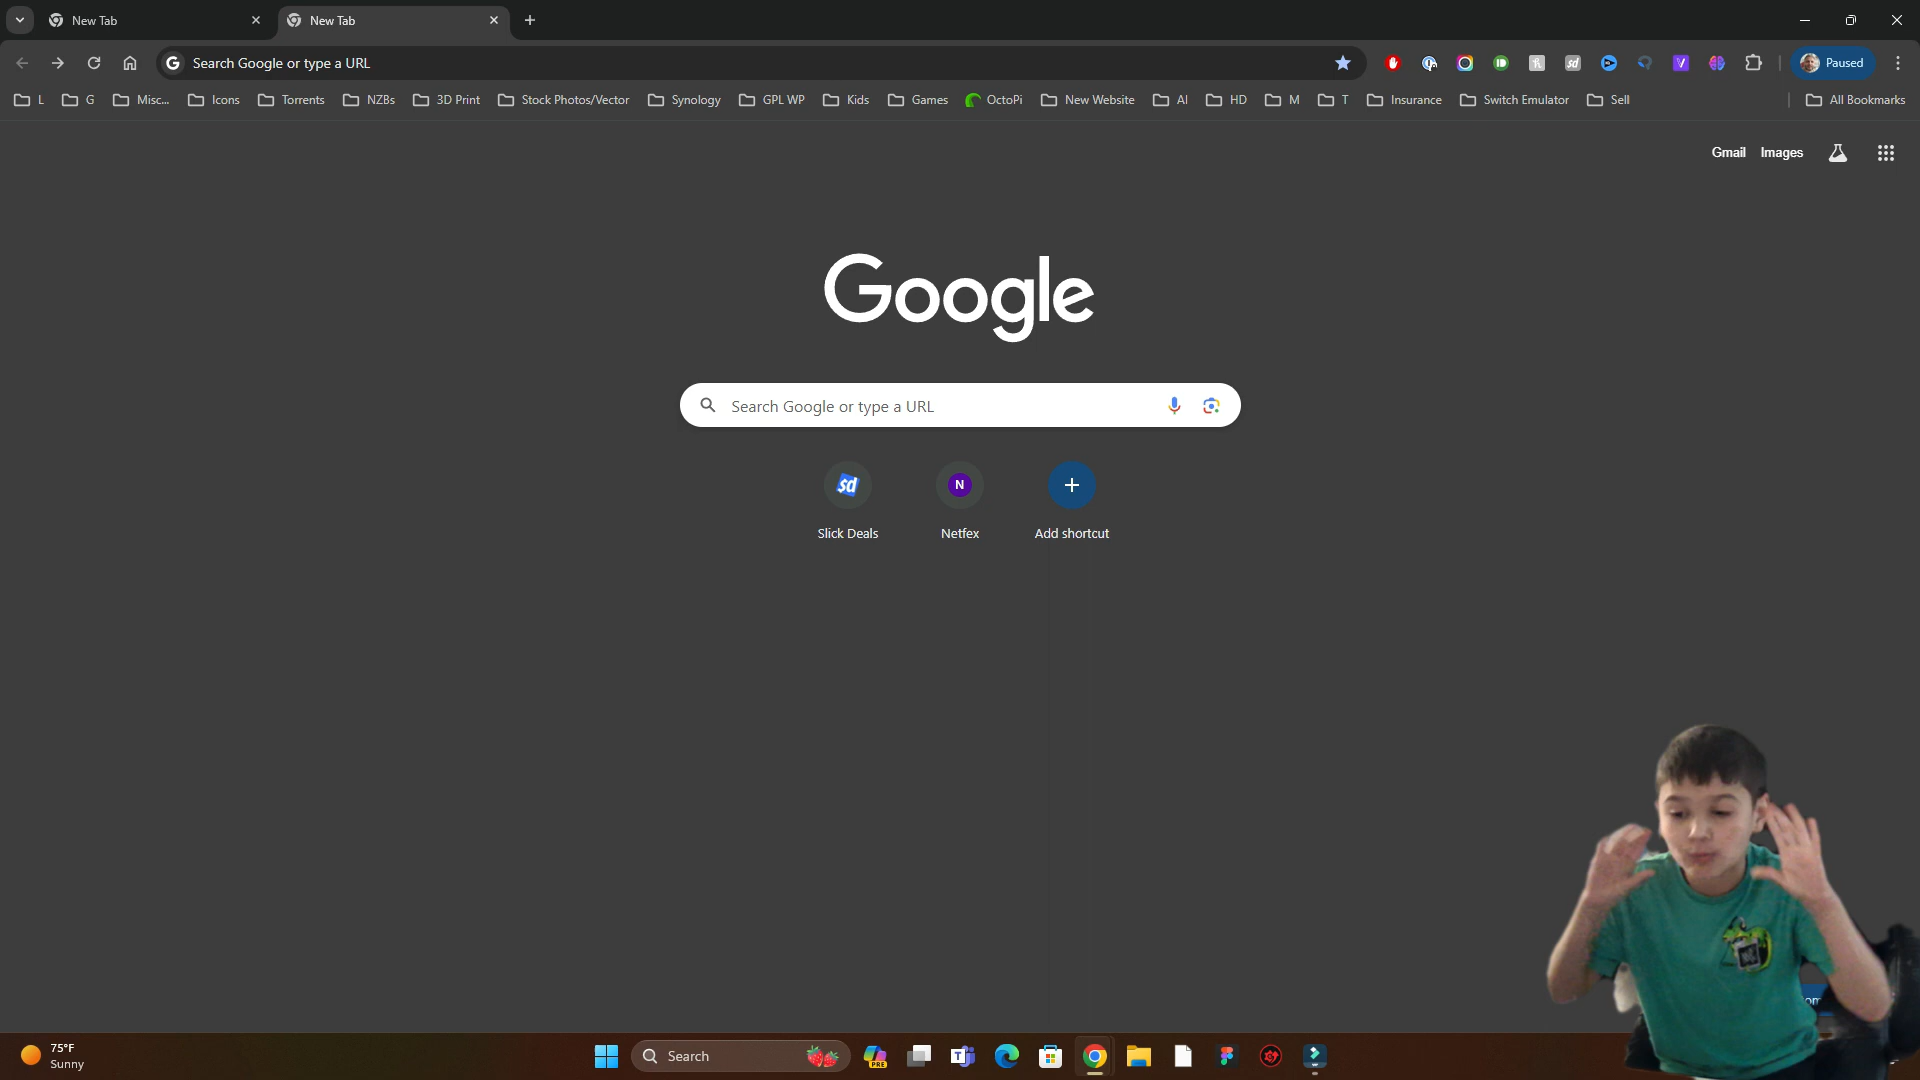 New Tab
New Tab
Search Google or type a URL
Paused
L
G
Misc...
Icons
Torrents
NZBs
3D Print
Stock Photos/Vector
Synology
GPL WP
Kids
Games
OctoPi
New Website
AI
HD
M
T
Insurance
Switch Emulator
Sell
All Bookmarks
Gmail
Images
Google
Search Google or type a URL
sd
N
Slick Deals
Netfex
Add shortcut
75°F
Sunny
Search
PRE